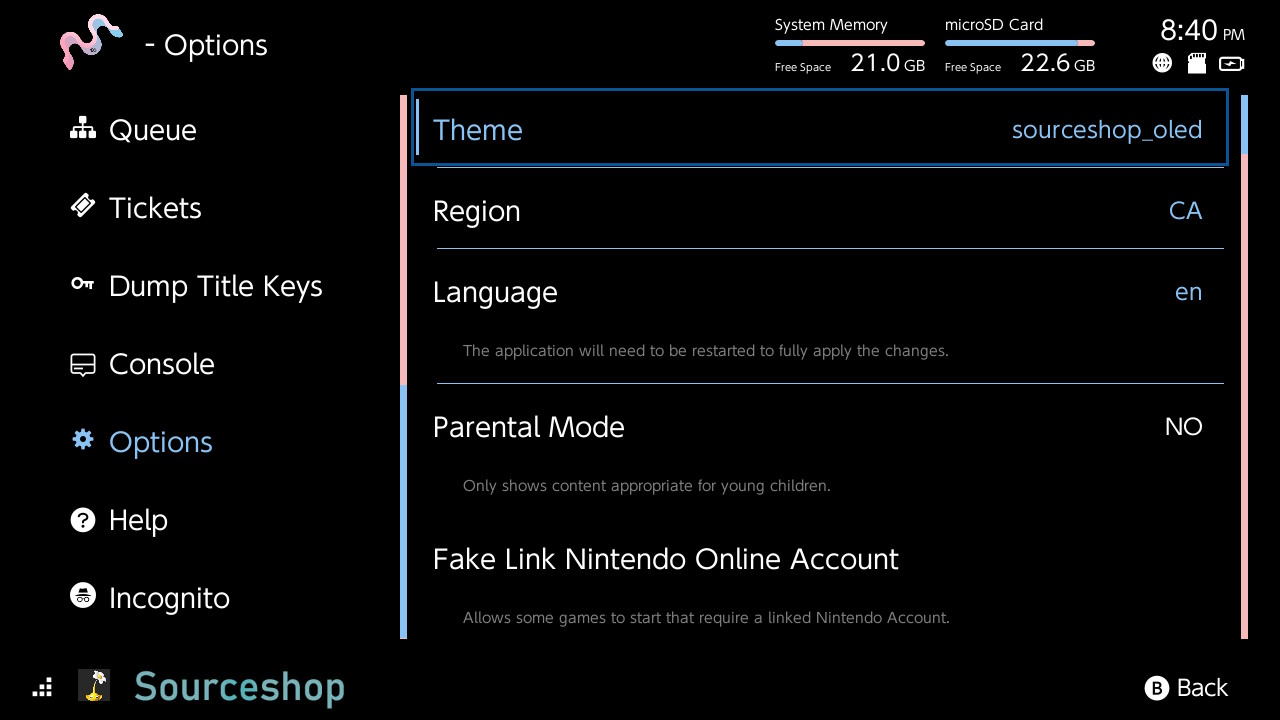 - Options
System Memory
Free Space 21.0 GB
microSD Card
Free Space 22.6 GB
8:40 PM
Queue
Tickets
Dump Title Keys
Console
Options
Help
Incognito
Theme sourceshop_oled
Region CA
Language en
The application will need to be restarted to fully apply the changes.
Parental Mode NO
Only shows content appropriate for young children.
Fake Link Nintendo Online Account
Allows some games to start that require a linked Nintendo Account.
Sourceshop
B Back